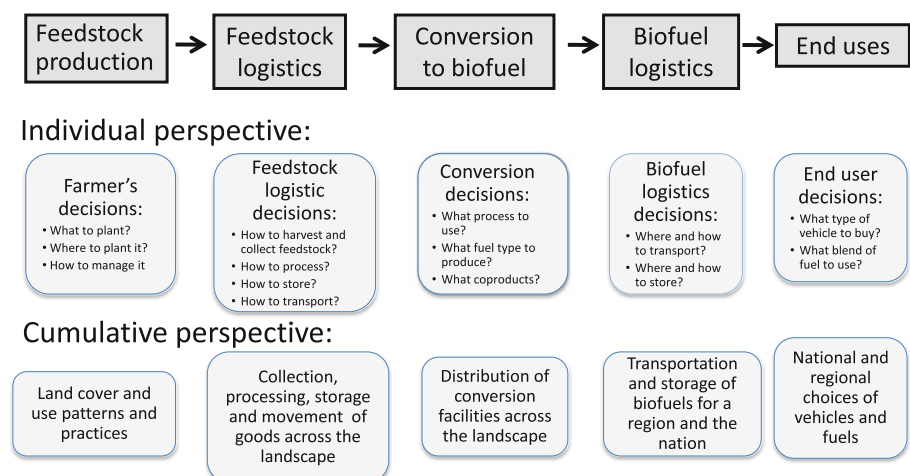 Feedstock
production
Feedstock
logistics
Conversion
to biofuel
Biofuel
logistics
End uses
Individual perspective:
Farmer's
decisions:
• What to plant?
• Where to plant it?
• How to manage it
Feedstock
logistic
decisions:
• How to harvest and
collect feedstock?
• How to process?
• How to store?
• How to transport?
Conversion
decisions:
• What process to
use?
• What fuel type to
produce?
• What coproducts?
Biofuel
logistics
decisions:
• Where and how
to transport?
• Where and how
to store?
End user
decisions:
• What type of
vehicle to buy?
• What blend of
fuel to use?
Cumulative perspective:
Land cover and
use patterns and
practices
Collection,
processing, storage
and movement of
goods across the
landscape
Distribution of
conversion
facilities across
the landscape
Transportation
and storage of
biofuels for a
region and the
nation
National and
regional
choices of
vehicles and
fuels